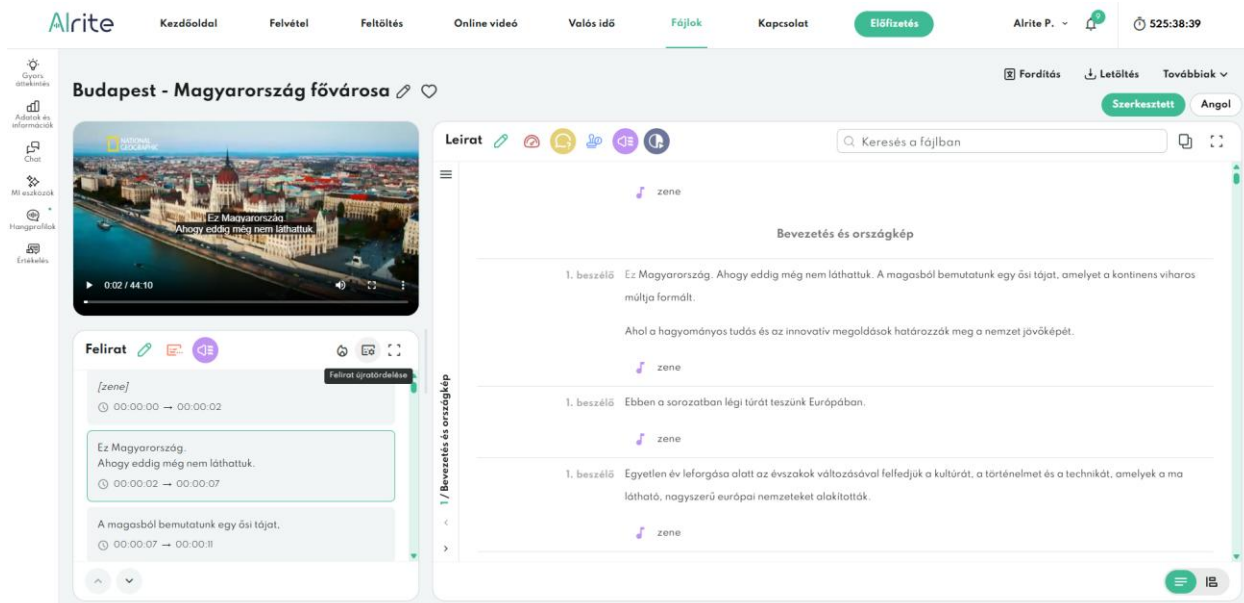 Alrite
Kezdőoldal
Felvétel
Feltöltés
Online videó
Valós idő
Fájlok
Kapcsolat
Előfizetés
Alrite P.
9
525:38:39
Gyors
áttekintés
Adatok és
információk
Chat
MI eszközök
Hangprofilok
Értékelés
Budapest - Magyarország fővárosa
Fordítás
Letöltés
Továbbiak
Szerkesztett
Angol
NATIONAL
GEOGRAPHIC
Ez Magyarország.
Ahogy eddig még nem láthattuk.
0:02 / 44:10
Felirat
Felirat újratördelése
[zene]
00:00:00 → 00:00:02
Ez Magyarország.
Ahogy eddig még nem láthattuk.
00:00:02 → 00:00:07
A magasból bemutatunk egy ősi tájat,
00:00:07 → 00:00:11
Leirat
Keresés a fájlban
1 / Bevezetés és országkép
zene
Bevezetés és országkép
1. beszélő Ez Magyarország. Ahogy eddig még nem láthattuk. A magasból bemutatunk egy ősi tájat, amelyet a kontinens viharos
múltja formált.
Ahol a hagyományos tudás és az innovatív megoldások határozzák meg a nemzet jövőképét.
zene
1. beszélő Ebben a sorozatban légi túrát teszünk Európában.
zene
1. beszélő Egyetlen év leforgása alatt az évszakok változásával felfedjük a kultúrát, a történelmet és a technikát, amelyek a ma
látható, nagyszerű európai nemzeteket alakították.
zene